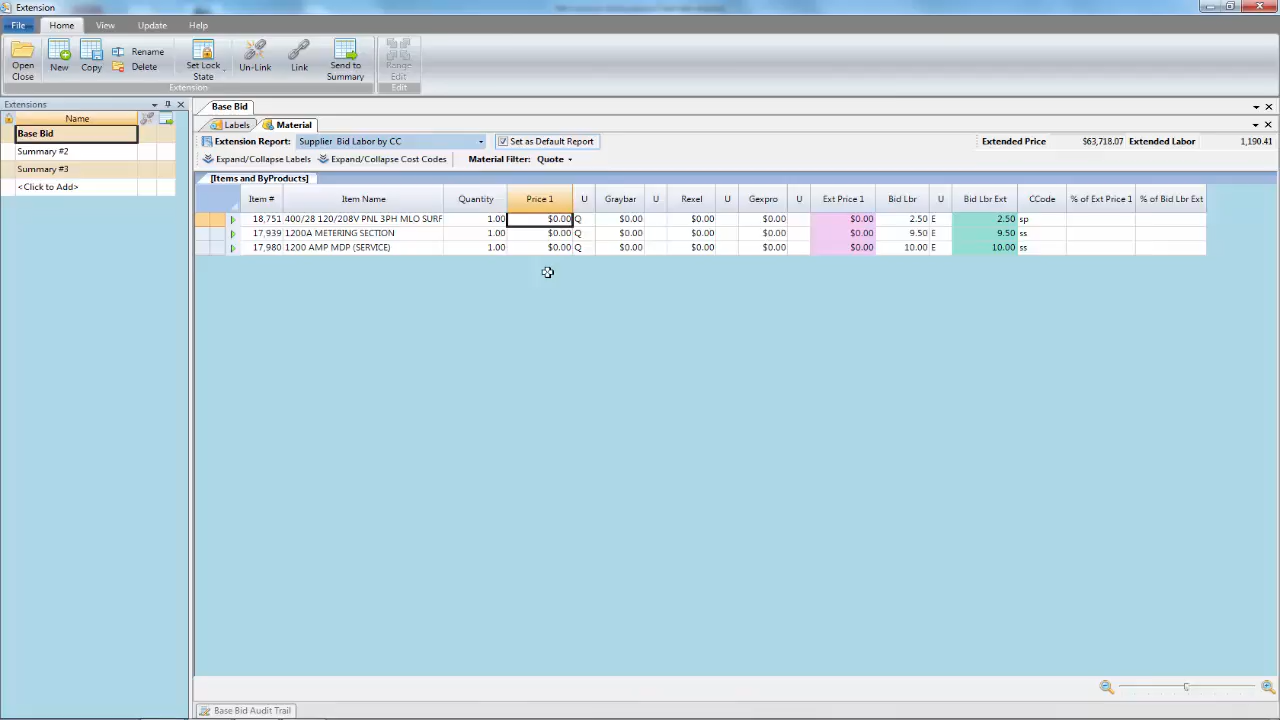 Extension
File Home View Update Help
Open Close New Copy Rename Delete Set Lock State Un-Link Link Send to Summary Range Edit
Extension Edit
Extensions
Name
Base Bid
Summary #2
Summary #3
<Click to Add>
Base Bid
Labels Material
Extension Report: Supplier Bid Labor by CC Set as Default Report Extended Price $63,718.07 Extended Labor 1,190.41
Expand/Collapse Labels Expand/Collapse Cost Codes Material Filter: Quote
[Items and ByProducts]
Item # Item Name Quantity Price 1 U Graybar U Rexel U Gexpro U Ext Price 1 Bid Lbr U Bid Lbr Ext CCode % of Ext Price 1 % of Bid Lbr Ext
18,751 400/28 120/208V PNL 3PH MLO SURF 1.00 $0.00 Q $0.00 $0.00 $0.00 $0.00 2.50 E 2.50 sp
17,939 1200A METERING SECTION 1.00 $0.00 Q $0.00 $0.00 $0.00 $0.00 9.50 E 9.50 ss
17,980 1200 AMP MDP (SERVICE) 1.00 $0.00 Q $0.00 $0.00 $0.00 $0.00 10.00 E 10.00 ss
Base Bid Audit Trail